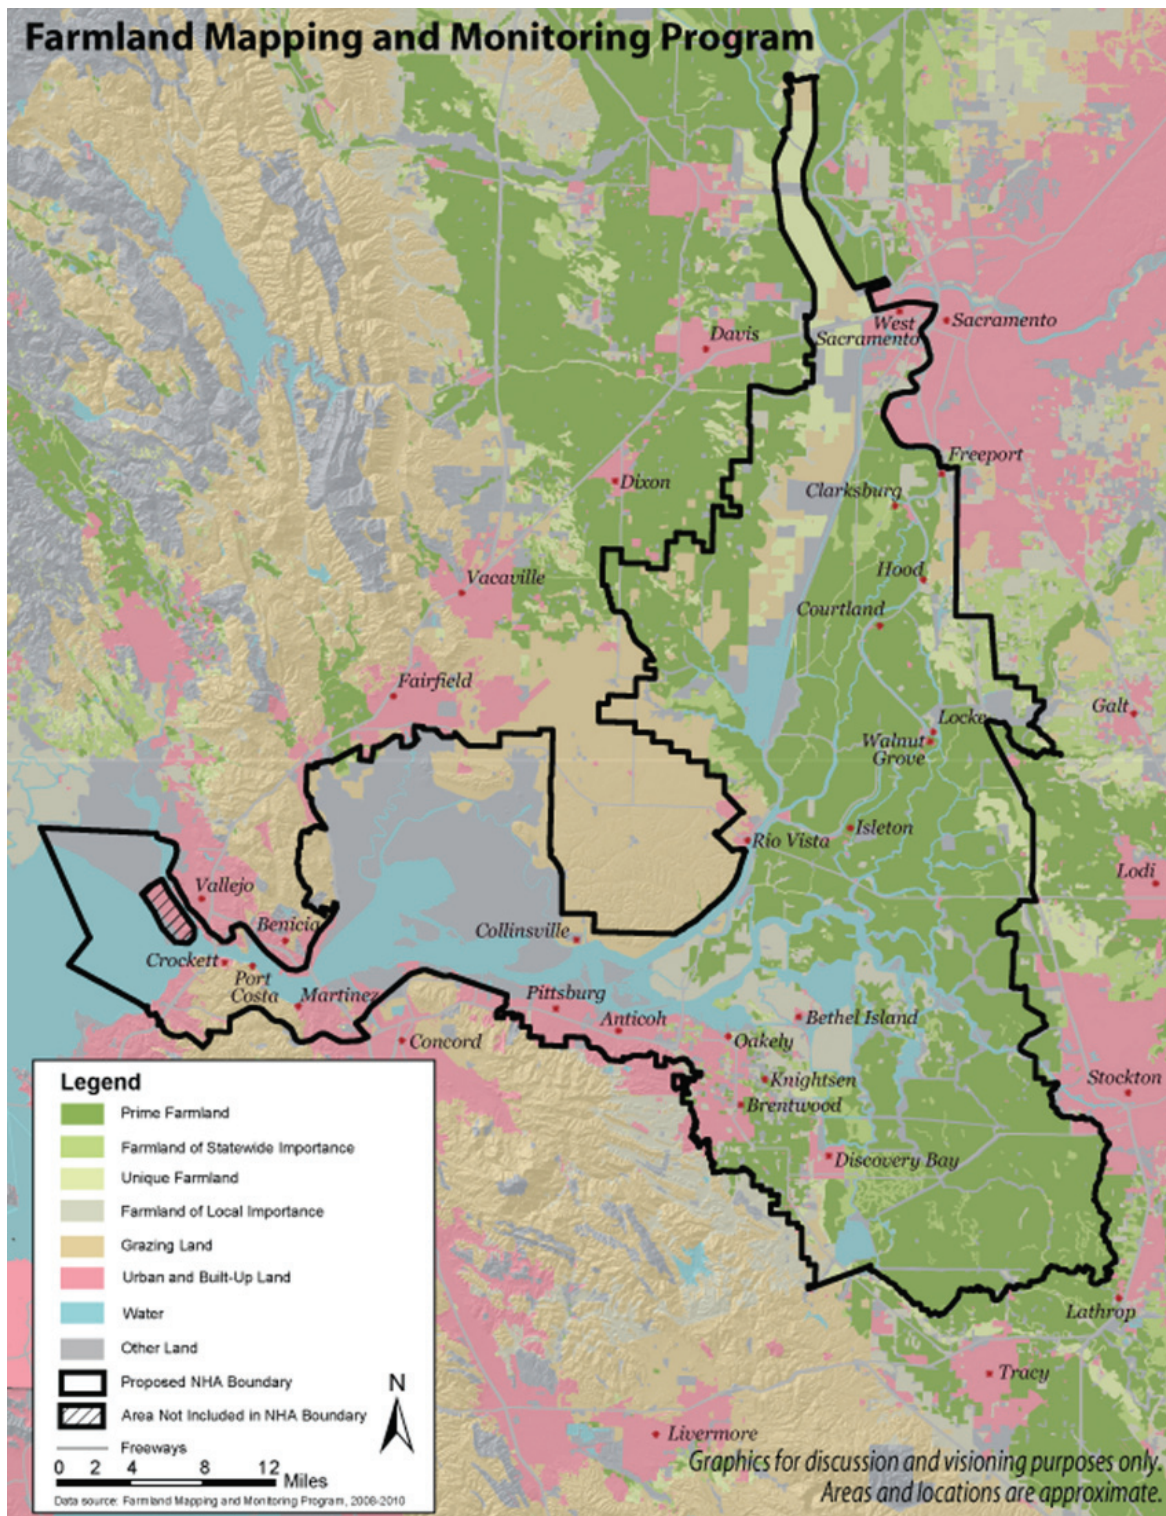 Farmland Mapping and Monitoring Program
Davis
West
Sacramento
Sacramento
Freeport
Dixon
Clarksburg
Hood
Vacaville
Courtland
Fairfield
Galt
Locke
Walnut
Grove
Rio Vista
Isleton
Lodi
Vallejo
Benicia
Collinsville
Crockett
Port
Costa
Martinez
Pittsburg
Anticoh
Bethel Island
Concord
Oakely
Knightsen
Stockton
Brentwood
Discovery Bay
Lathrop
Tracy
Livermore
Legend
Prime Farmland
Farmland of Statewide Importance
Unique Farmland
Farmland of Local Importance
Grazing Land
Urban and Built-Up Land
Water
Other Land
Proposed NHA Boundary
Area Not Included in NHA Boundary
Freeways
N
0 2 4 8 12
Miles
Data source: Farmland Mapping and Monitoring Program, 2008-2010
Graphics for discussion and visioning purposes only.
Areas and locations are approximate.